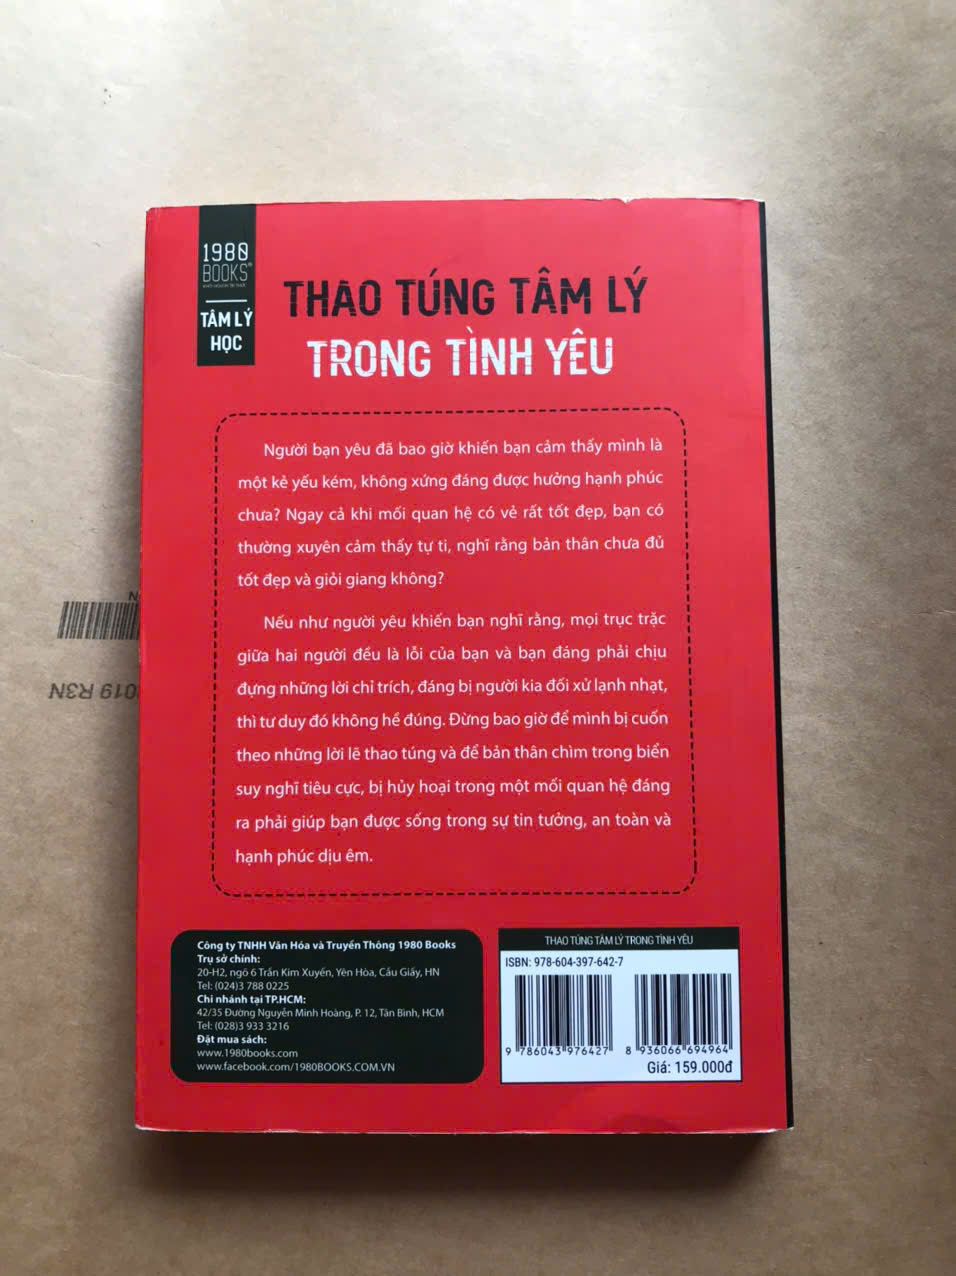 1980
BOOKS®
TÂM LÝ
HỌC
THAO TÚNG TÂM LÝ
TRONG TÌNH YÊU
Người bạn yêu đã bao giờ khiến bạn cảm thấy mình là
một kẻ yếu kém, không xứng đáng được hưởng hạnh phúc
chưa? Ngay cả khi mối quan hệ có vẻ rất tốt đẹp, bạn có
thường xuyên cảm thấy tự ti, nghĩ rằng bản thân chưa đủ
tốt đẹp và giỏi giang không?
Nếu như người yêu khiến bạn nghĩ rằng, mọi trục trặc
giữa hai người đều là lỗi của bạn và bạn đáng phải chịu
đựng những lời chỉ trích, đáng bị người kia đối xử lạnh nhạt,
thì tư duy đó không hề đúng. Đừng bao giờ để mình bị cuốn
theo những lời lẽ thao túng và để bản thân chìm trong biển
suy nghĩ tiêu cực, bị hủy hoại trong một mối quan hệ đáng
ra phải giúp bạn được sống trong sự tin tưởng, an toàn và
hạnh phúc dịu êm.
Công ty TNHH Văn Hóa và Truyền Thông 1980 Books
Trụ sở chính:
20-H2, ngõ 6 Trần Kim Xuyến, Yên Hòa, Cầu Giấy, HN
Tel: (024)3 788 0225
Chi nhánh tại TP.HCM:
42/35 Đường Nguyễn Minh Hoàng, P. 12, Tân Bình, HCM
Tel: (028)3 933 3216
Đặt mua sách:
www.1980books.com
www.facebook.com/1980BOOKS.COM.VN
THAO TÚNG TÂM LÝ TRONG TÌNH YÊU
ISBN: 978-604-397-642-7
9 786043 976427
8 936066 694964
Giá: 159.000đ
2019 R3N